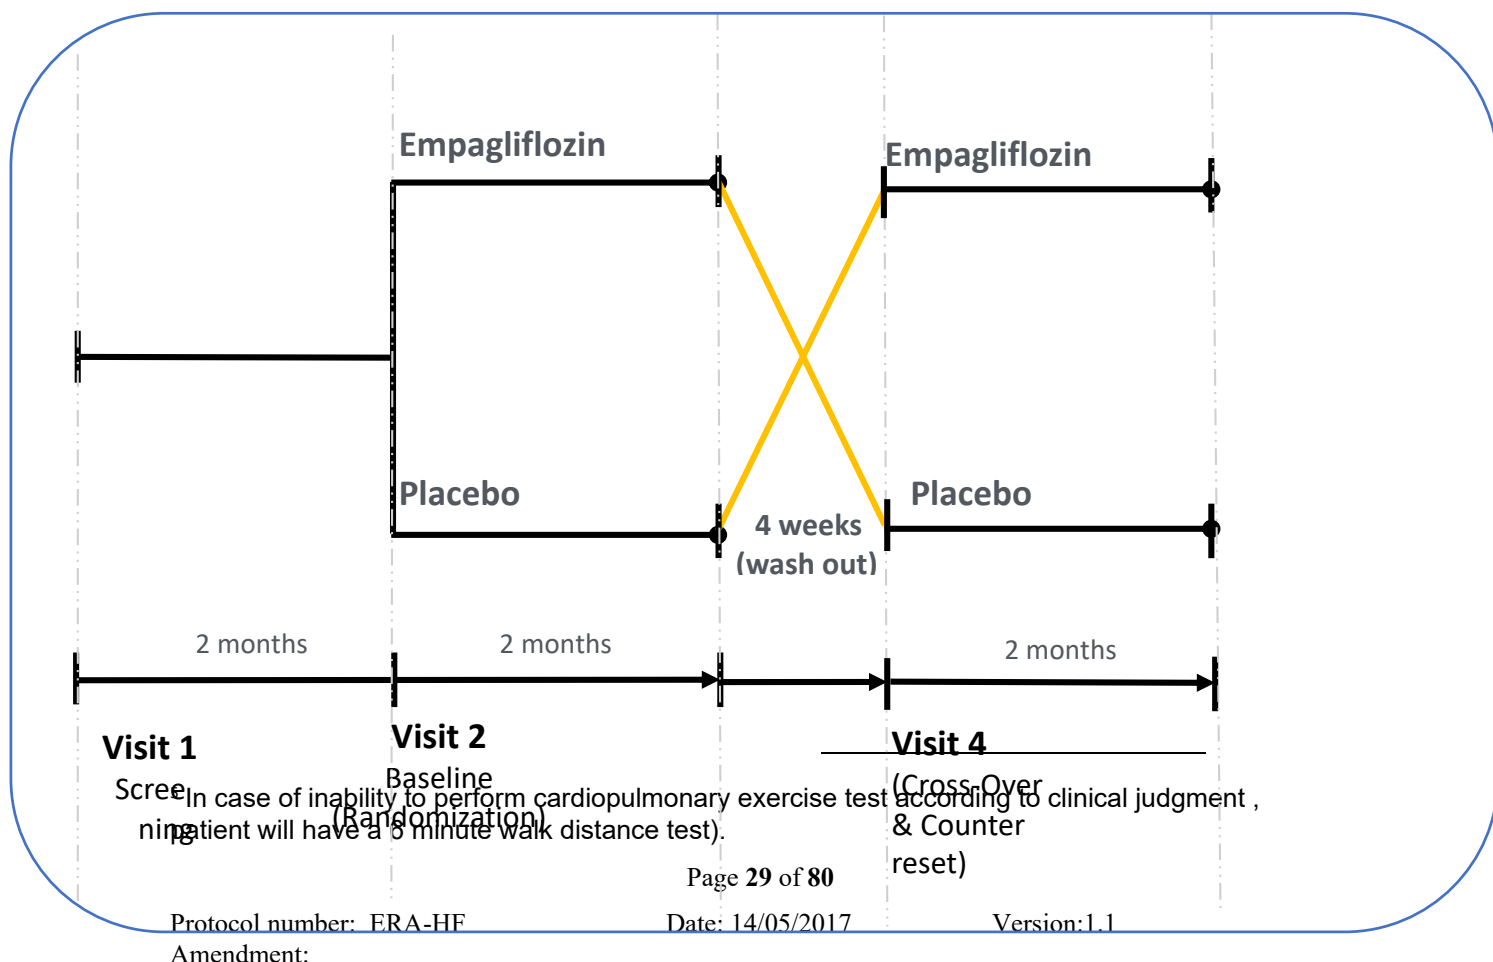 Empagliflozin
Empagliflozin
Placebo
Placebo
4 weeks
(wash out)
2 months
2 months
2 months
Visit 1
Scree
ning
Visit 2
Baseline
(Randomization)
Visit 4
(Cross-Over
& Counter
reset)
In case of inability to perform cardiopulmonary exercise test according to clinical judgment ,
patient will have a 6 minute walk distance test).
Page 29 of 80
Protocol number: ERA-HF Date: 14/05/2017 Version:1.1
Amendment: